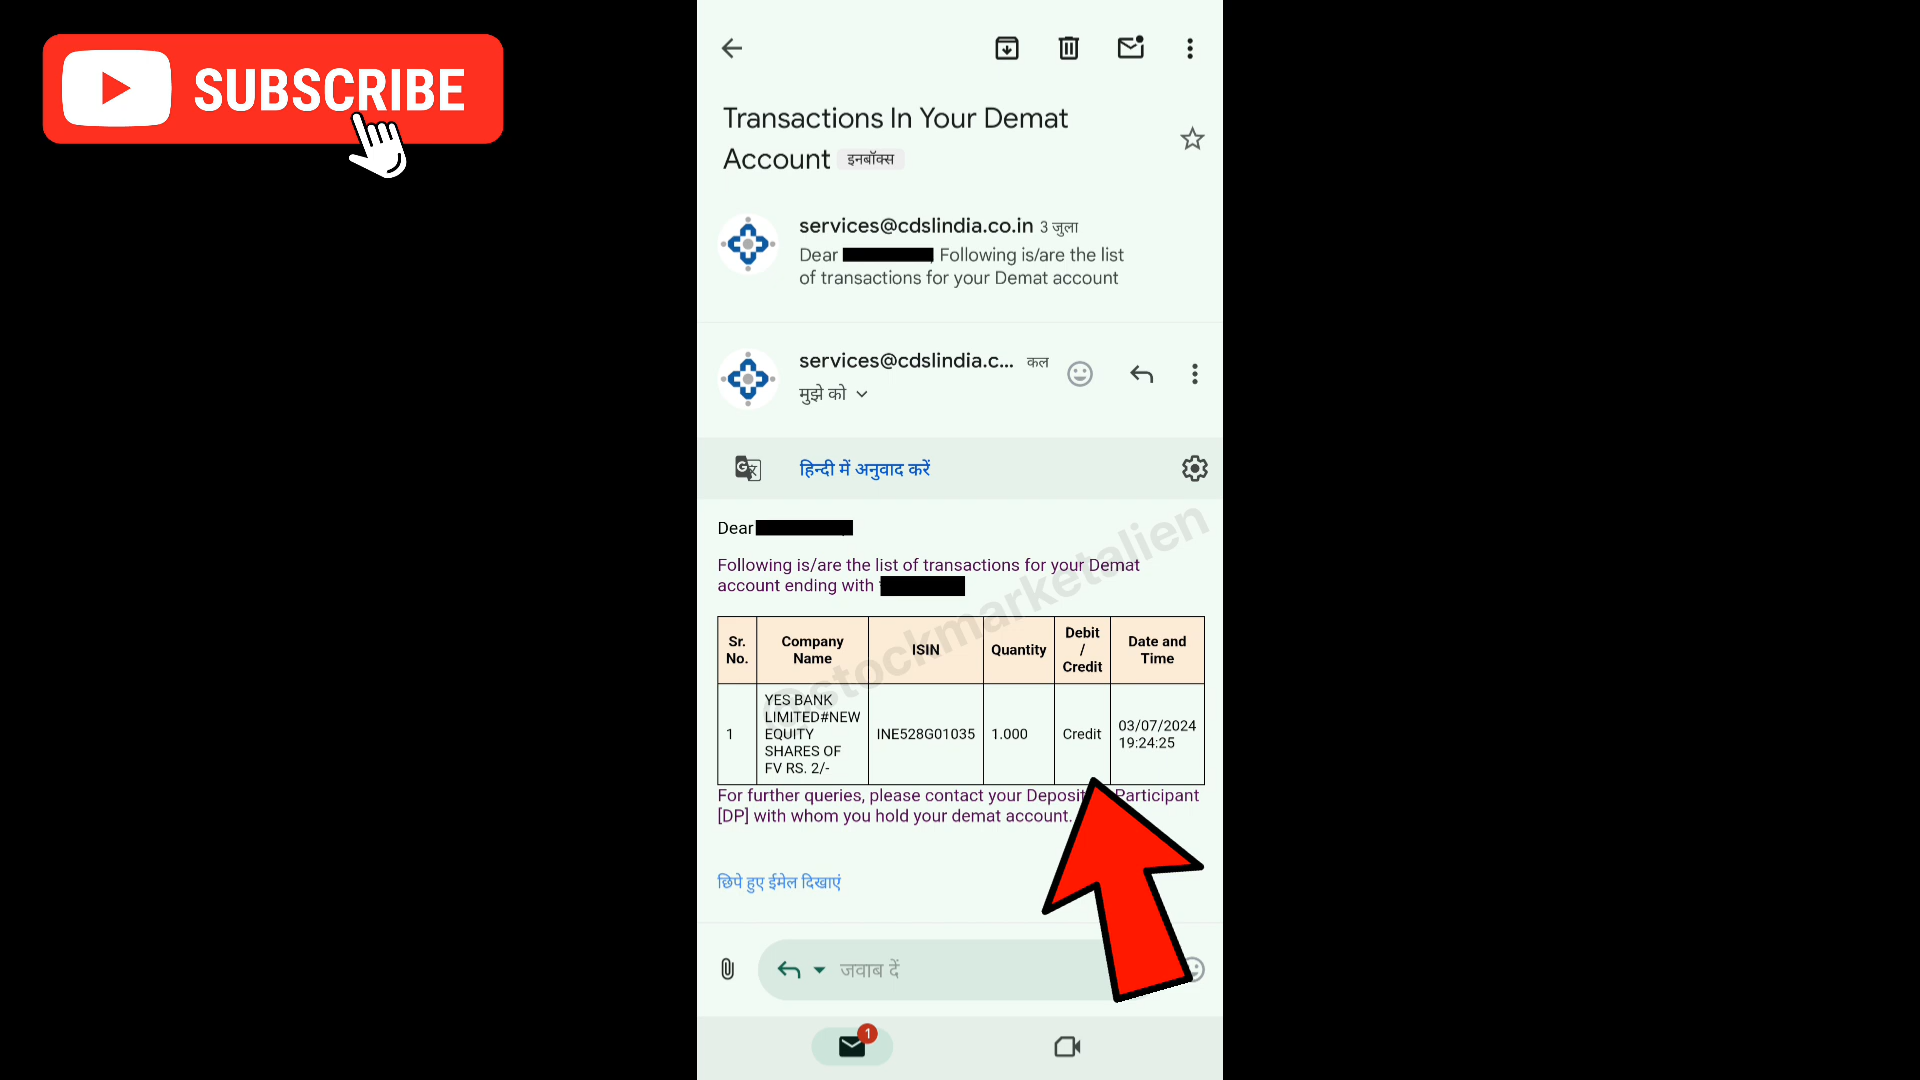 SUBSCRIBE
Transactions In Your Demat
Account इनबॉक्स
services@cdslindia.co.in 3 जुला
Dear Following is/are the list
of transactions for your Demat account
services@cdslindia.c... कल
मुझे को
हिन्दी में अनुवाद करें
Dear
Following is/are the list of transactions for your Demat
account ending with
@stockmarketalien
Sr. No. Company Name ISIN Quantity Debit / Credit Date and Time
1 YES BANK LIMITED#NEW EQUITY SHARES OF FV RS. 2/- INE528G01035 1.000 Credit 03/07/2024 19:24:25
For further queries, please contact your Participant
[DP] with whom you hold your demat account.
छिपे हुए ईमेल दिखाएं
जवाब दें
1